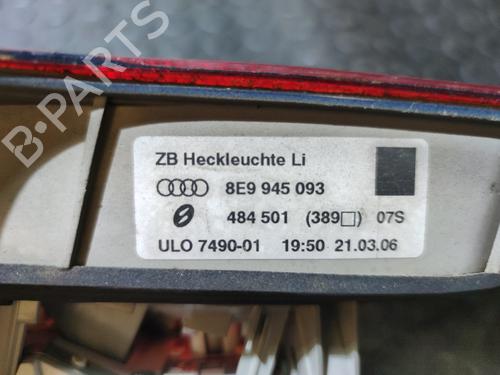 B-Parts
ZB Heckleuchte Li
8E9 945 093
484 501 (389□) 07S
ULO 7490-01 19:50 21.03.06